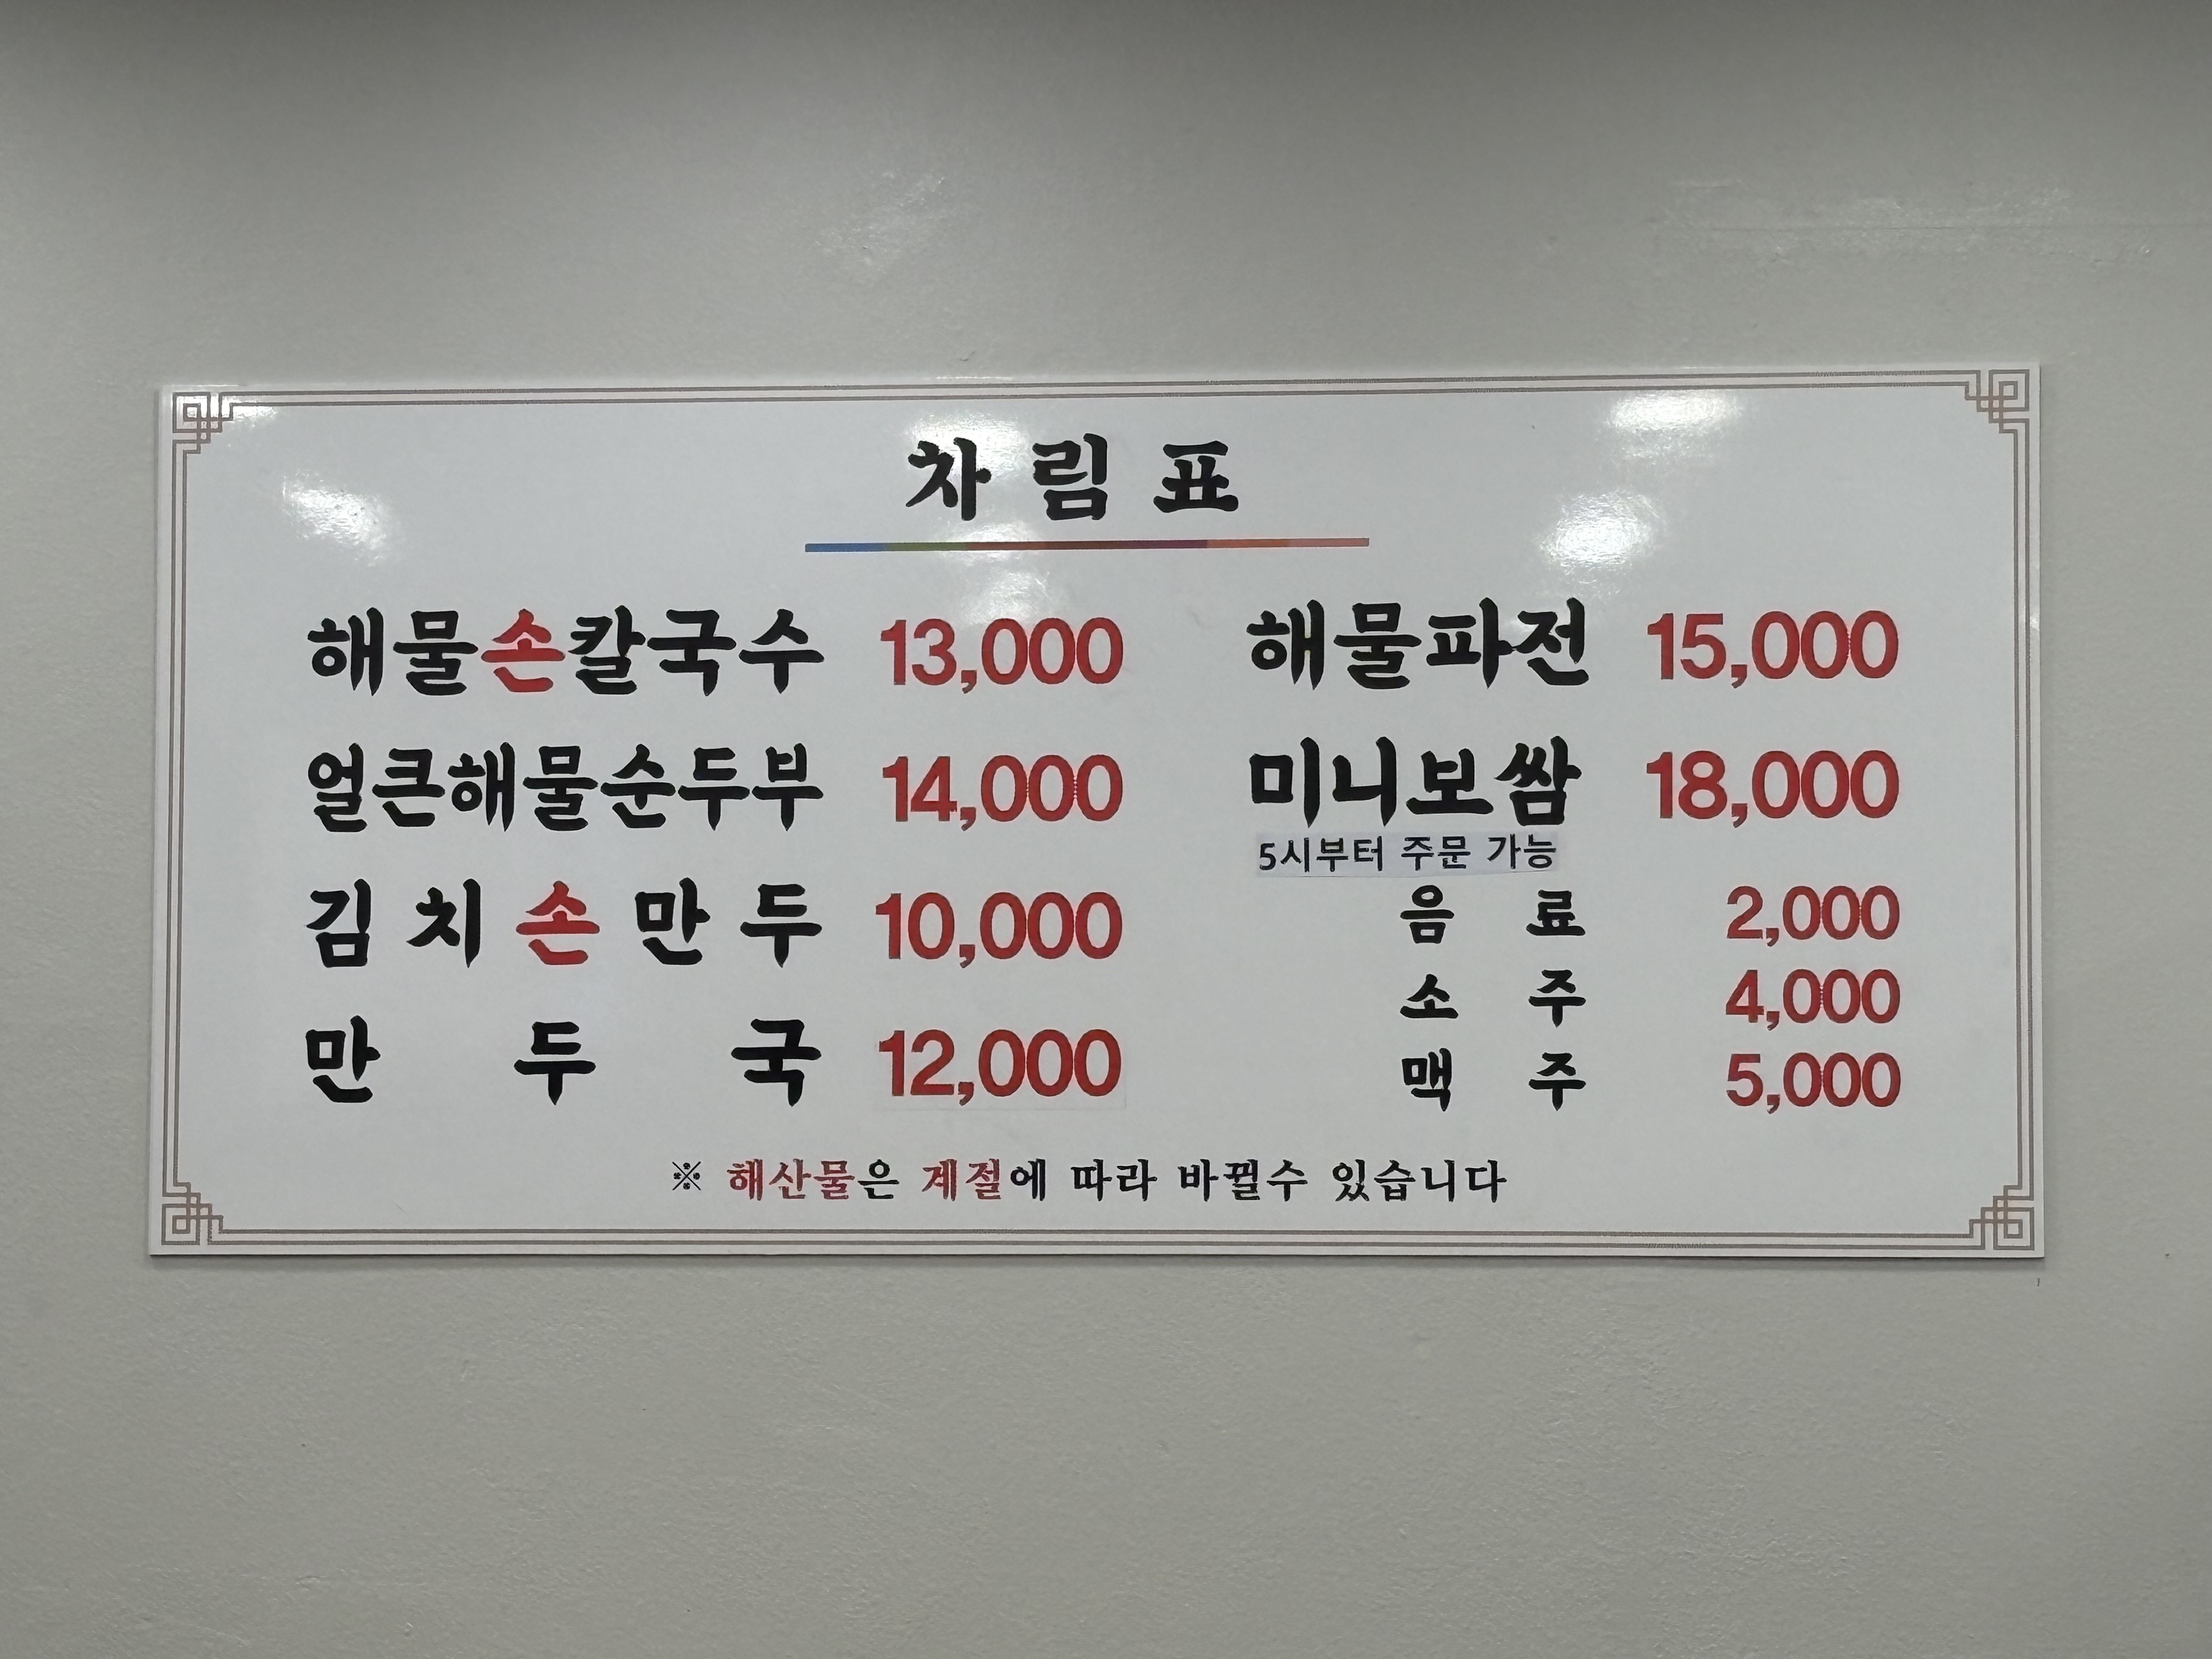 차림표
해물손칼국수 13,000
얼큰해물순두부 14,000
김치손만두 10,000
만두국 12,000
해물파전 15,000
미니보쌈 18,000
5시부터 주문 가능
음료 2,000
소주 4,000
맥주 5,000
※ 해산물은 계절에 따라 바뀔수 있습니다